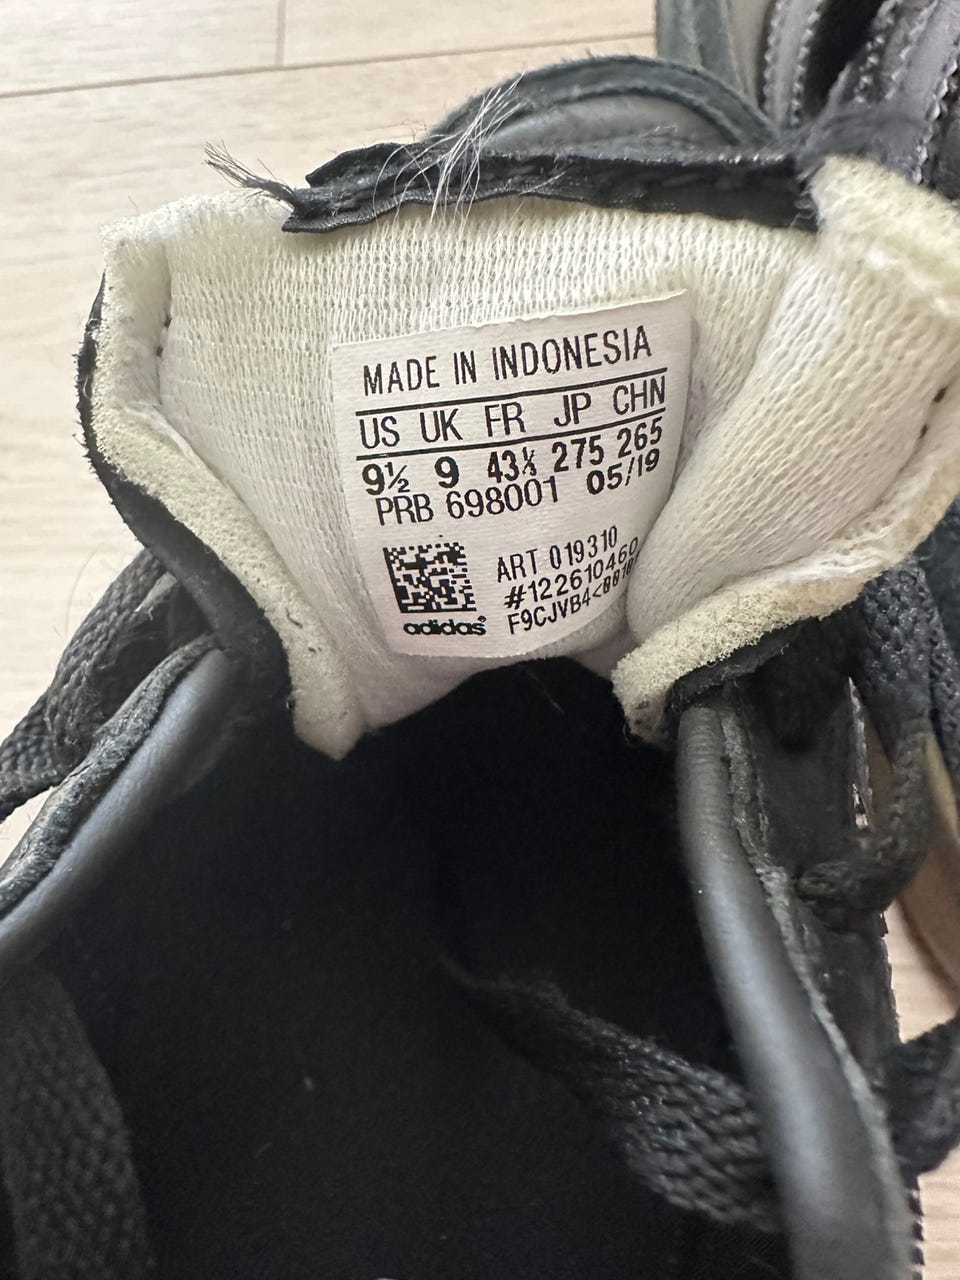 MADE IN INDONESIA
US UK FR JP CHN
9½ 9 43⅓ 275 265
PRB 698001 05/19
ART 019310
#122610460
F9CJVB4<
adidas